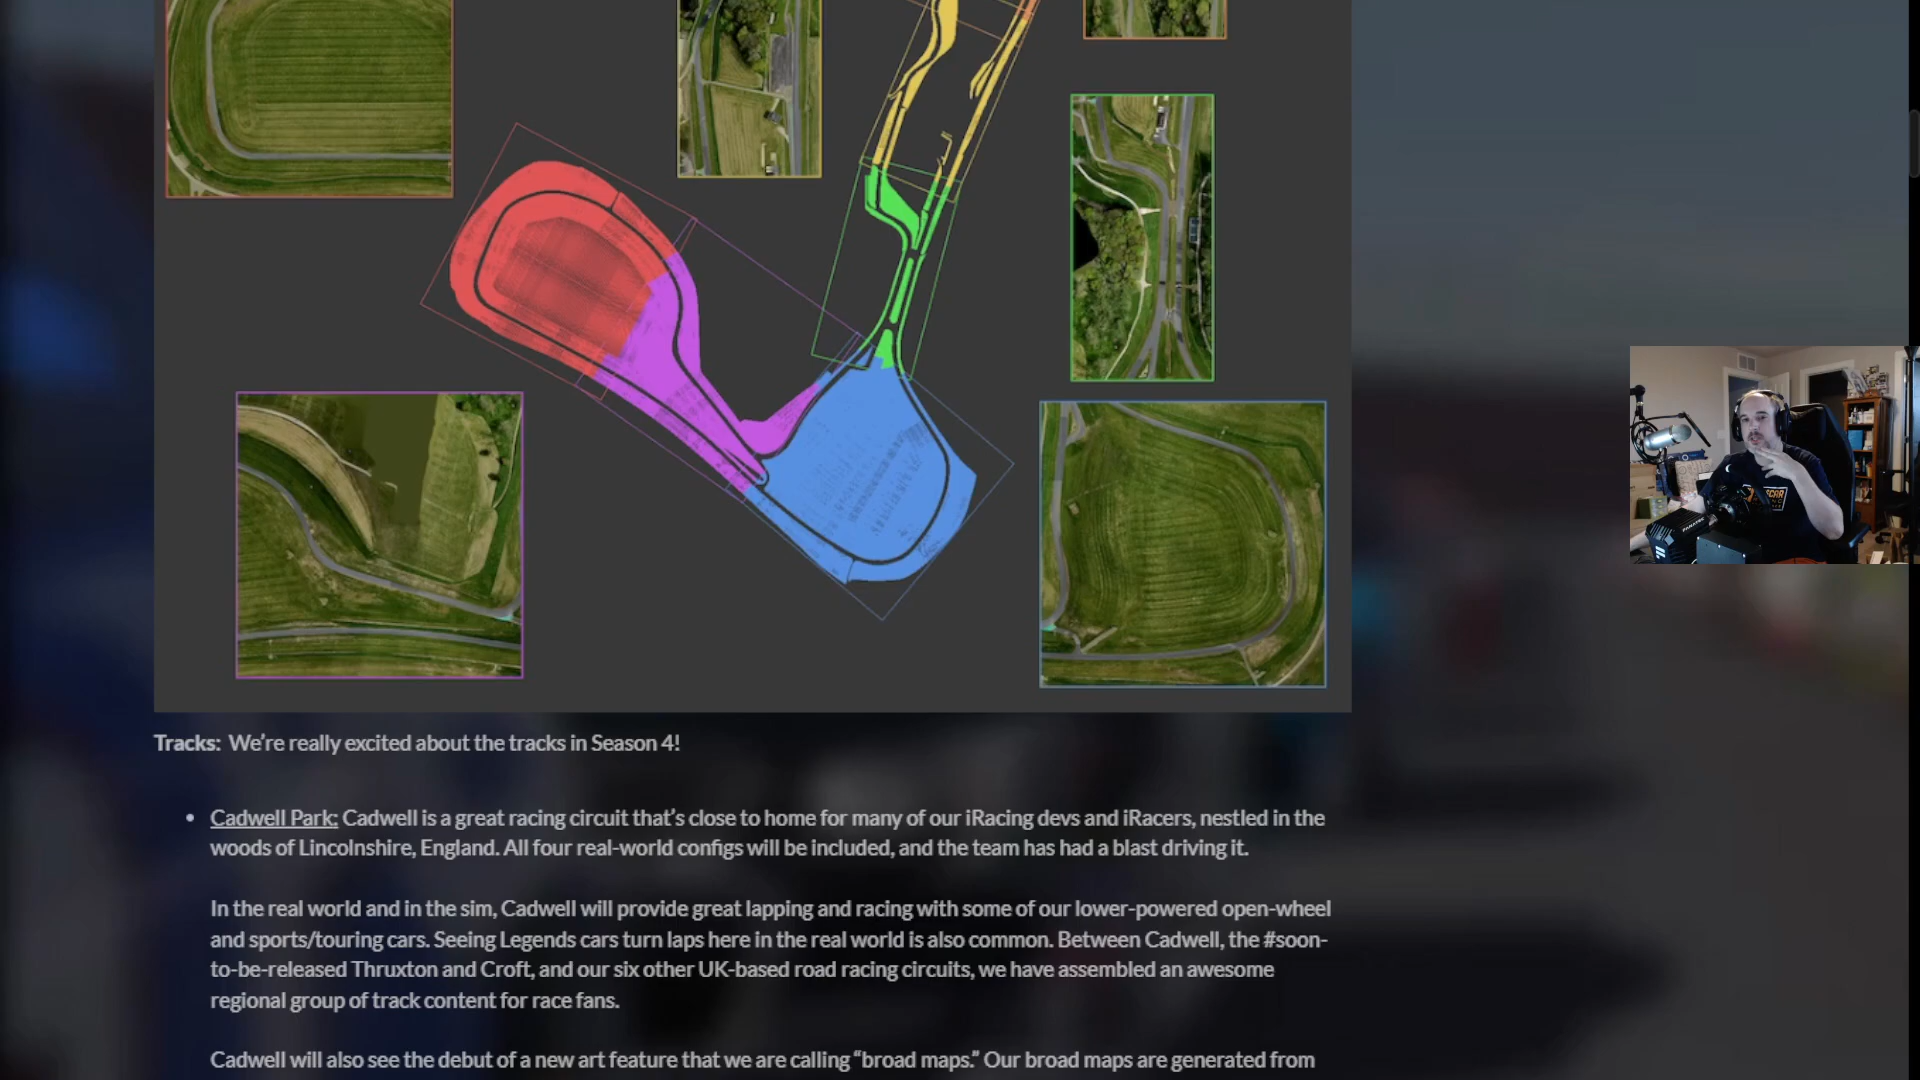 Tracks: We're really excited about the tracks in Season 4!
• Cadwell Park: Cadwell is a great racing circuit that's close to home for many of our iRacing devs and iRacers, nestled in the
woods of Lincolnshire, England. All four real-world configs will be included, and the team has had a blast driving it.
In the real world and in the sim, Cadwell will provide great lapping and racing with some of our lower-powered open-wheel
and sports/touring cars. Seeing Legends cars turn laps here in the real world is also common. Between Cadwell, the #soon-
to-be-released Thruxton and Croft, and our six other UK-based road racing circuits, we have assembled an awesome
regional group of track content for race fans.
Cadwell will also see the debut of a new art feature that we are calling “broad maps.” Our broad maps are generated from
FANATEC